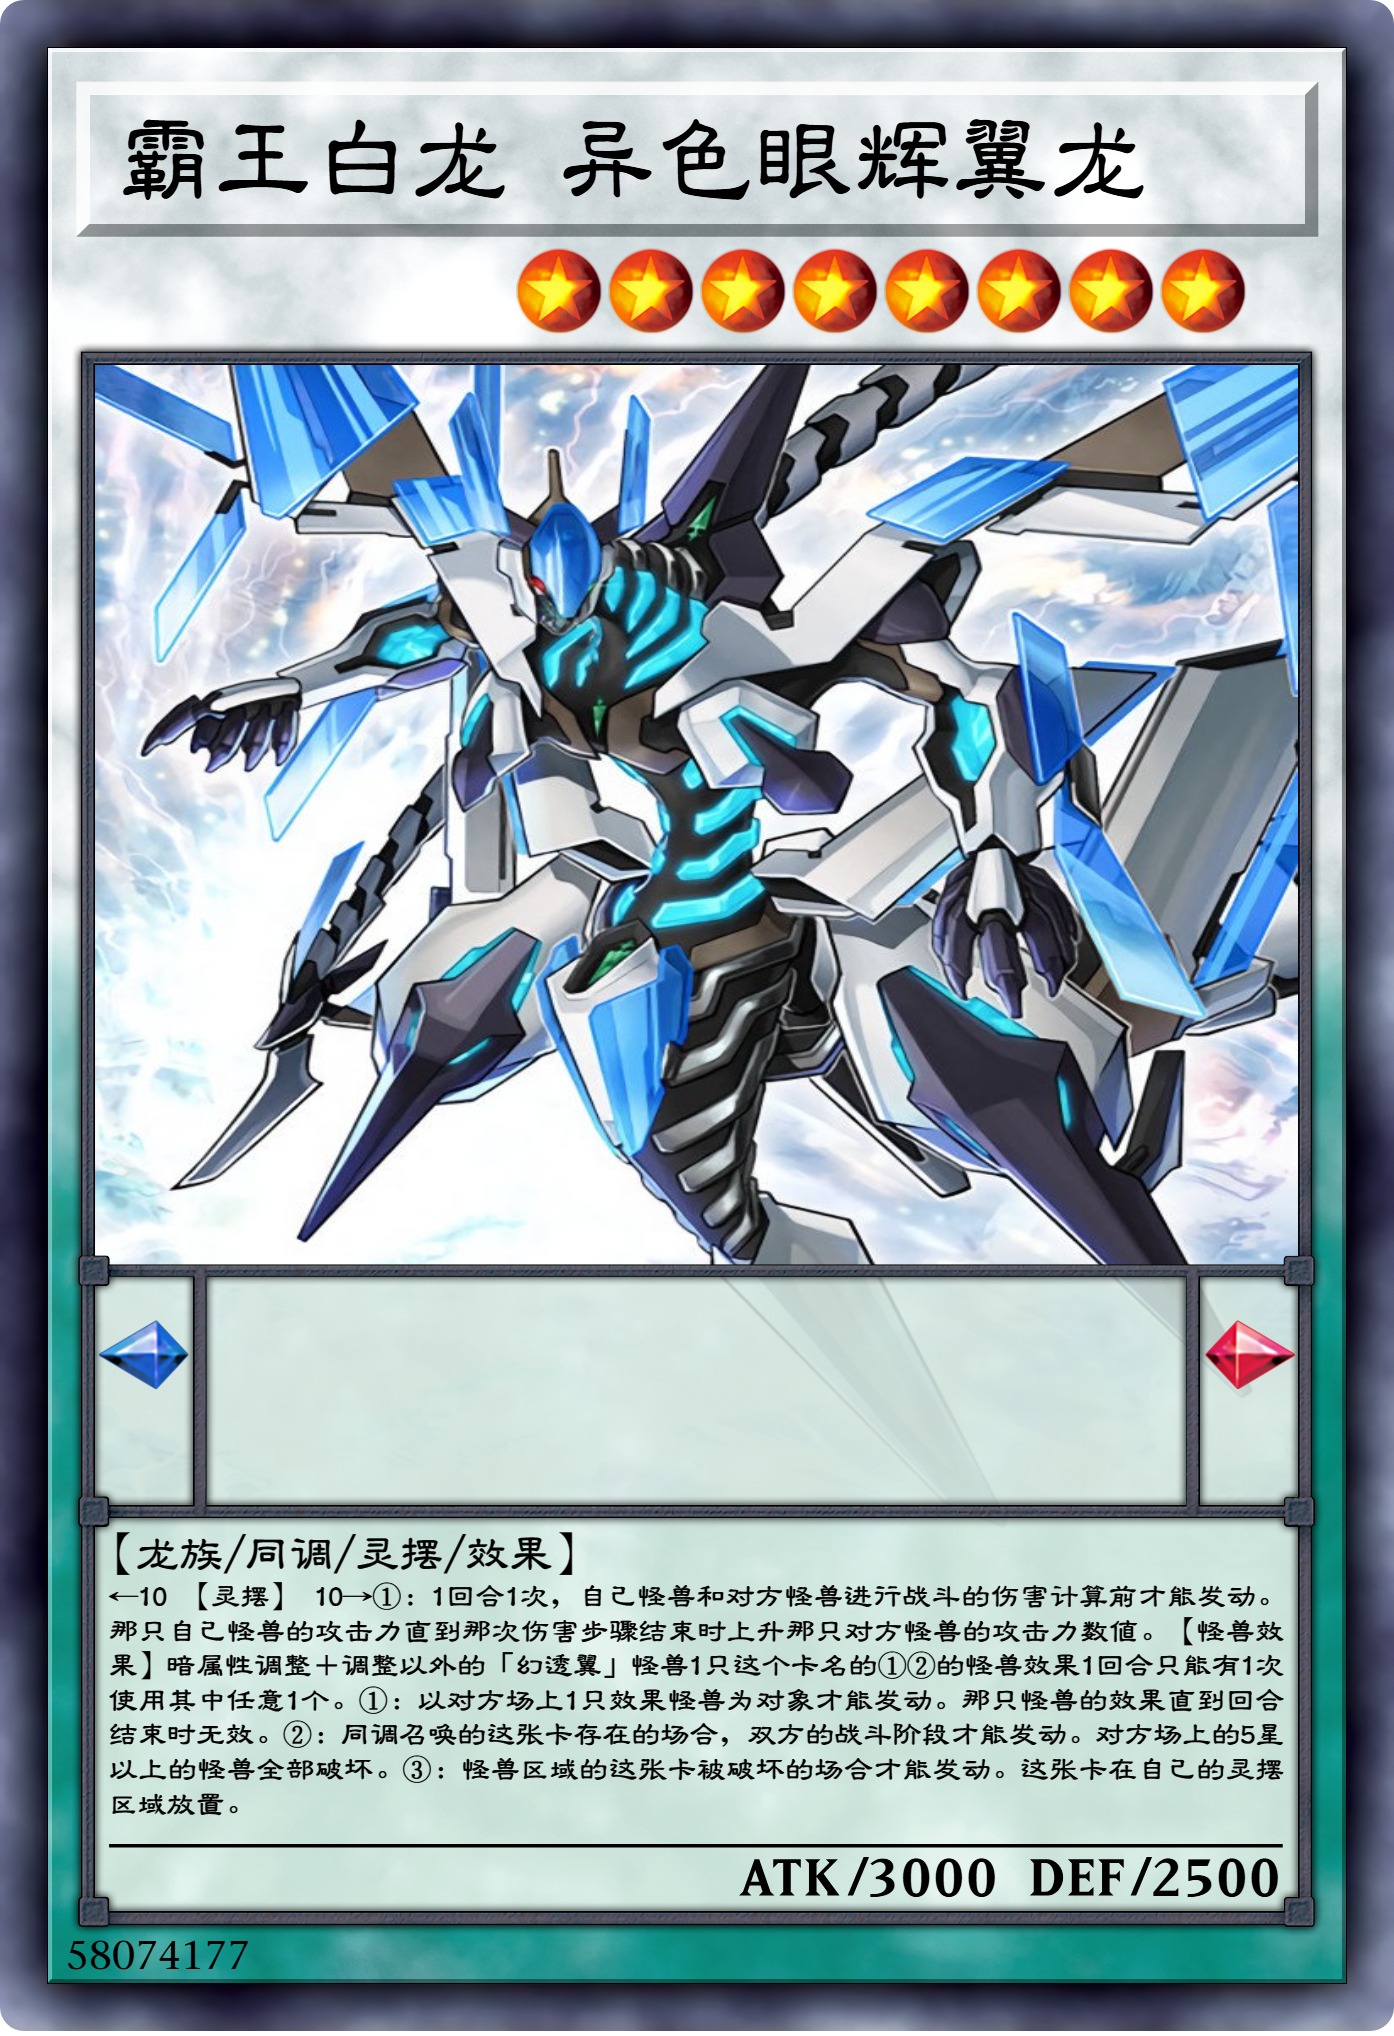 霸王白龙 异色眼辉翼龙
【龙族/同调/灵摆/效果】
←10 【灵摆】 10→①：1回合1次，自己怪兽和对方怪兽进行战斗的伤害计算前才能发动。
那只自己怪兽的攻击力直到那次伤害步骤结束时上升那只对方怪兽的攻击力数值。【怪兽效
果】暗属性调整＋调整以外的「幻透翼」怪兽1只这个卡名的①②的怪兽效果1回合只能有1次
使用其中任意1个。①：以对方场上1只效果怪兽为对象才能发动。那只怪兽的效果直到回合
结束时无效。②：同调召唤的这张卡存在的场合，双方的战斗阶段才能发动。对方场上的5星
以上的怪兽全部破坏。③：怪兽区域的这张卡被破坏的场合才能发动。这张卡在自己的灵摆
区域放置。
ATK/3000 DEF/2500
58074177